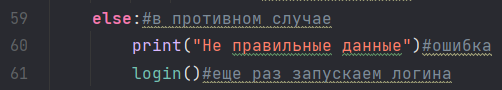 59 else:#в противном случае
60 print("Не правильные данные")#ошибка
61 login()#еще раз запускаем логина